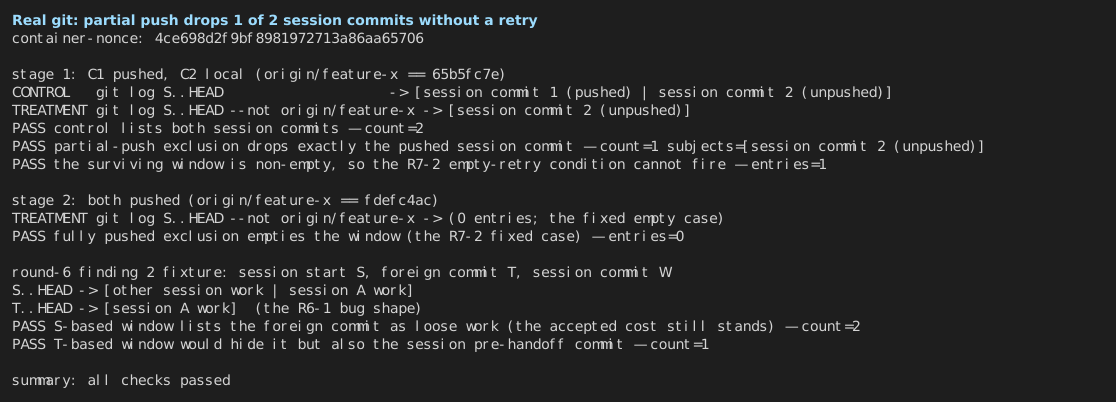 Real git: partial push drops 1 of 2 session commits without a retry
container-nonce: 4ce698d2f9bf8981972713a86aa65706
stage 1: C1 pushed, C2 local (origin/feature-x == 65b5fc7e)
CONTROL git log S..HEAD -> [session commit 1 (pushed) | session commit 2 (unpushed)]
TREATMENT git log S..HEAD --not origin/feature-x -> [session commit 2 (unpushed)]
PASS control lists both session commits — count=2
PASS partial-push exclusion drops exactly the pushed session commit — count=1 subjects=[session commit 2 (unpushed)]
PASS the surviving window is non-empty, so the R7-2 empty-retry condition cannot fire — entries=1
stage 2: both pushed (origin/feature-x == fdefc4ac)
TREATMENT git log S..HEAD --not origin/feature-x -> (0 entries; the fixed empty case)
PASS fully pushed exclusion empties the window (the R7-2 fixed case) — entries=0
round-6 finding 2 fixture: session start S, foreign commit T, session commit W
S..HEAD -> [other session work | session A work]
T..HEAD -> [session A work] (the R6-1 bug shape)
PASS S-based window lists the foreign commit as loose work (the accepted cost still stands) — count=2
PASS T-based window would hide it but also the session pre-handoff commit — count=1
summary: all checks passed